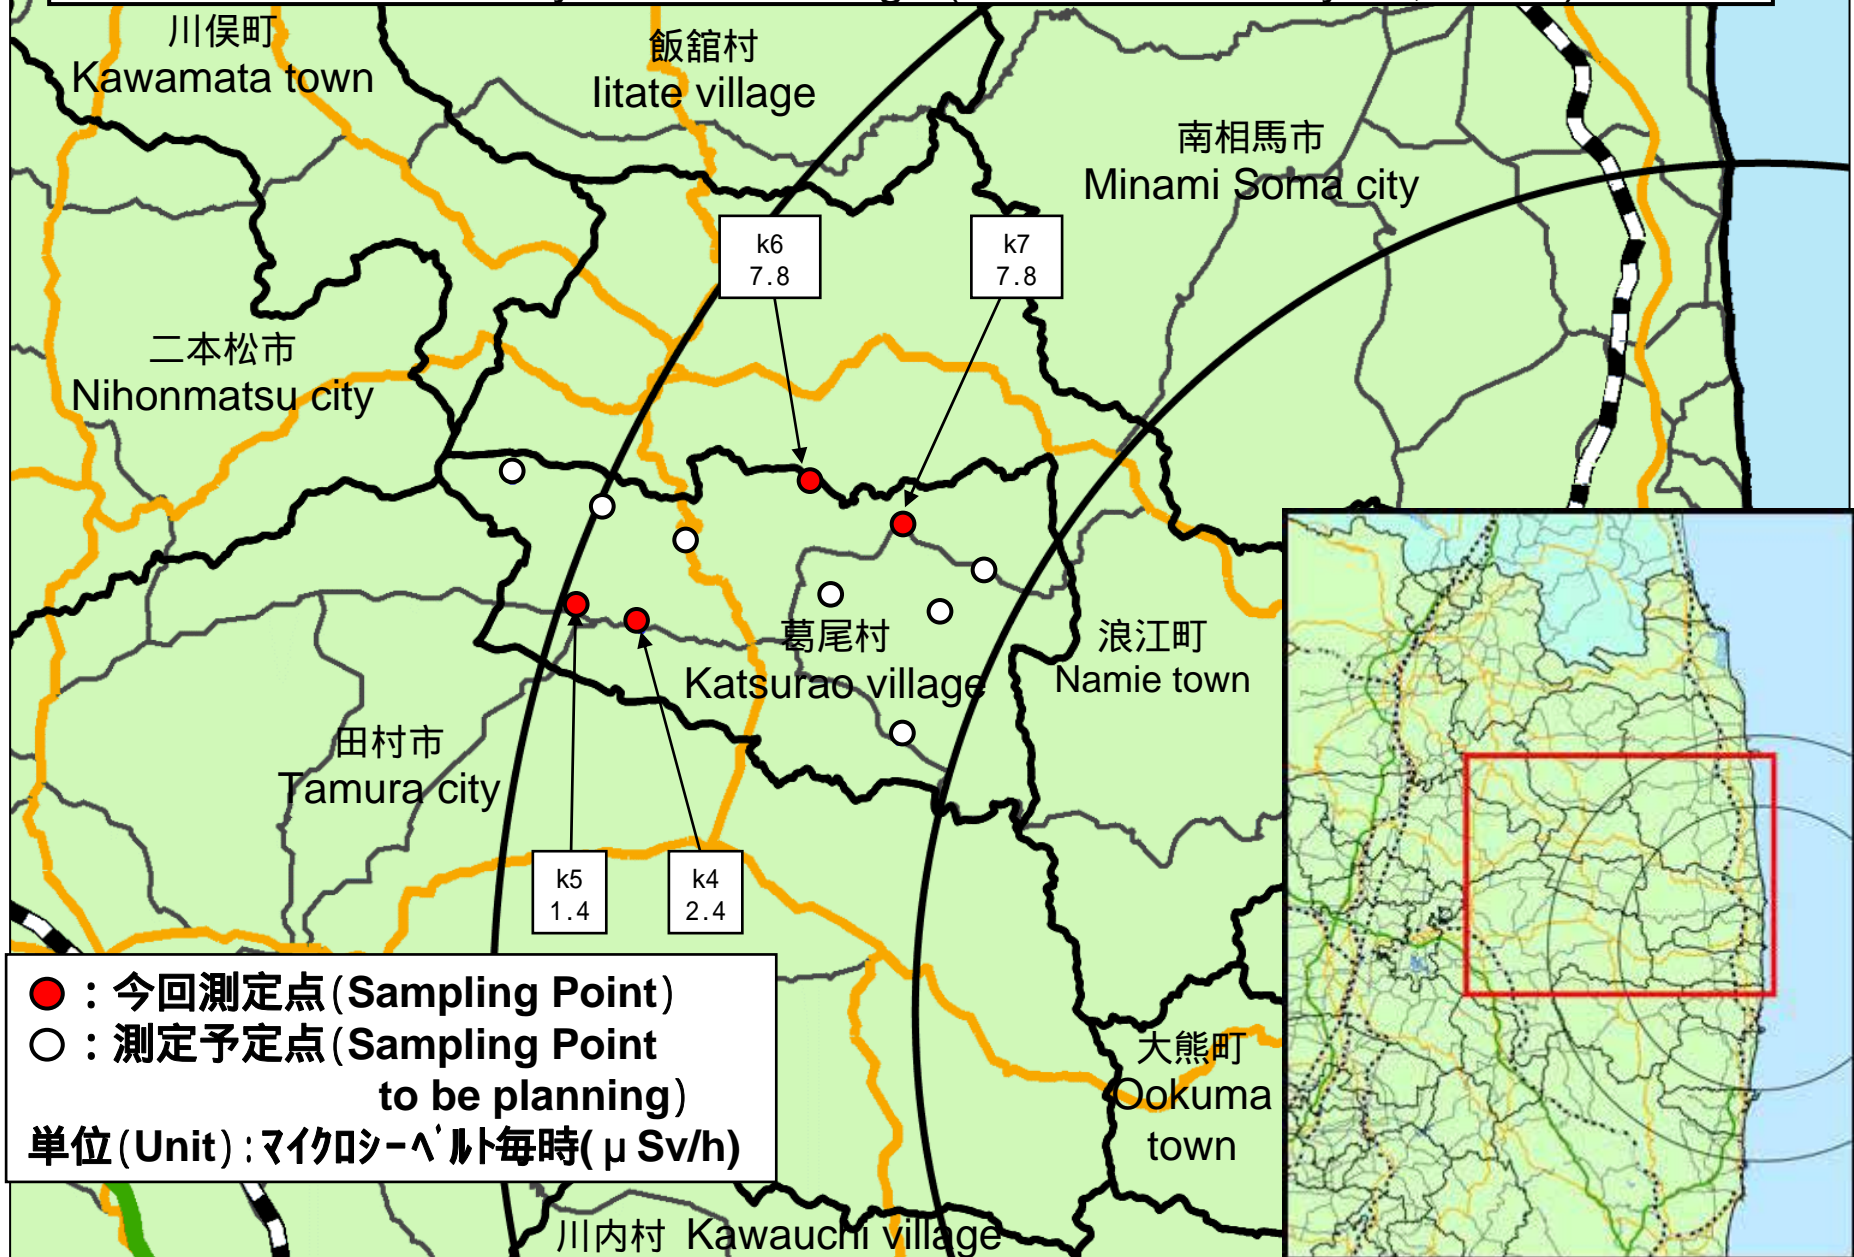 川俣町
Kawamata town
飯舘村
Iitate village
南相馬市
Minami Soma city
k6
7.8
k7
7.8
二本松市
Nihonmatsu city
葛尾村
Katsurao village
浪江町
Namie town
田村市
Tamura city
k5
1.4
k4
2.4
●：今回測定点(Sampling Point)
○：測定予定点(Sampling Point
to be planning)
単位(Unit):マイクロシーベルト毎時(μSv/h)
大熊町
Ookuma
town
川内村 Kawauchi village